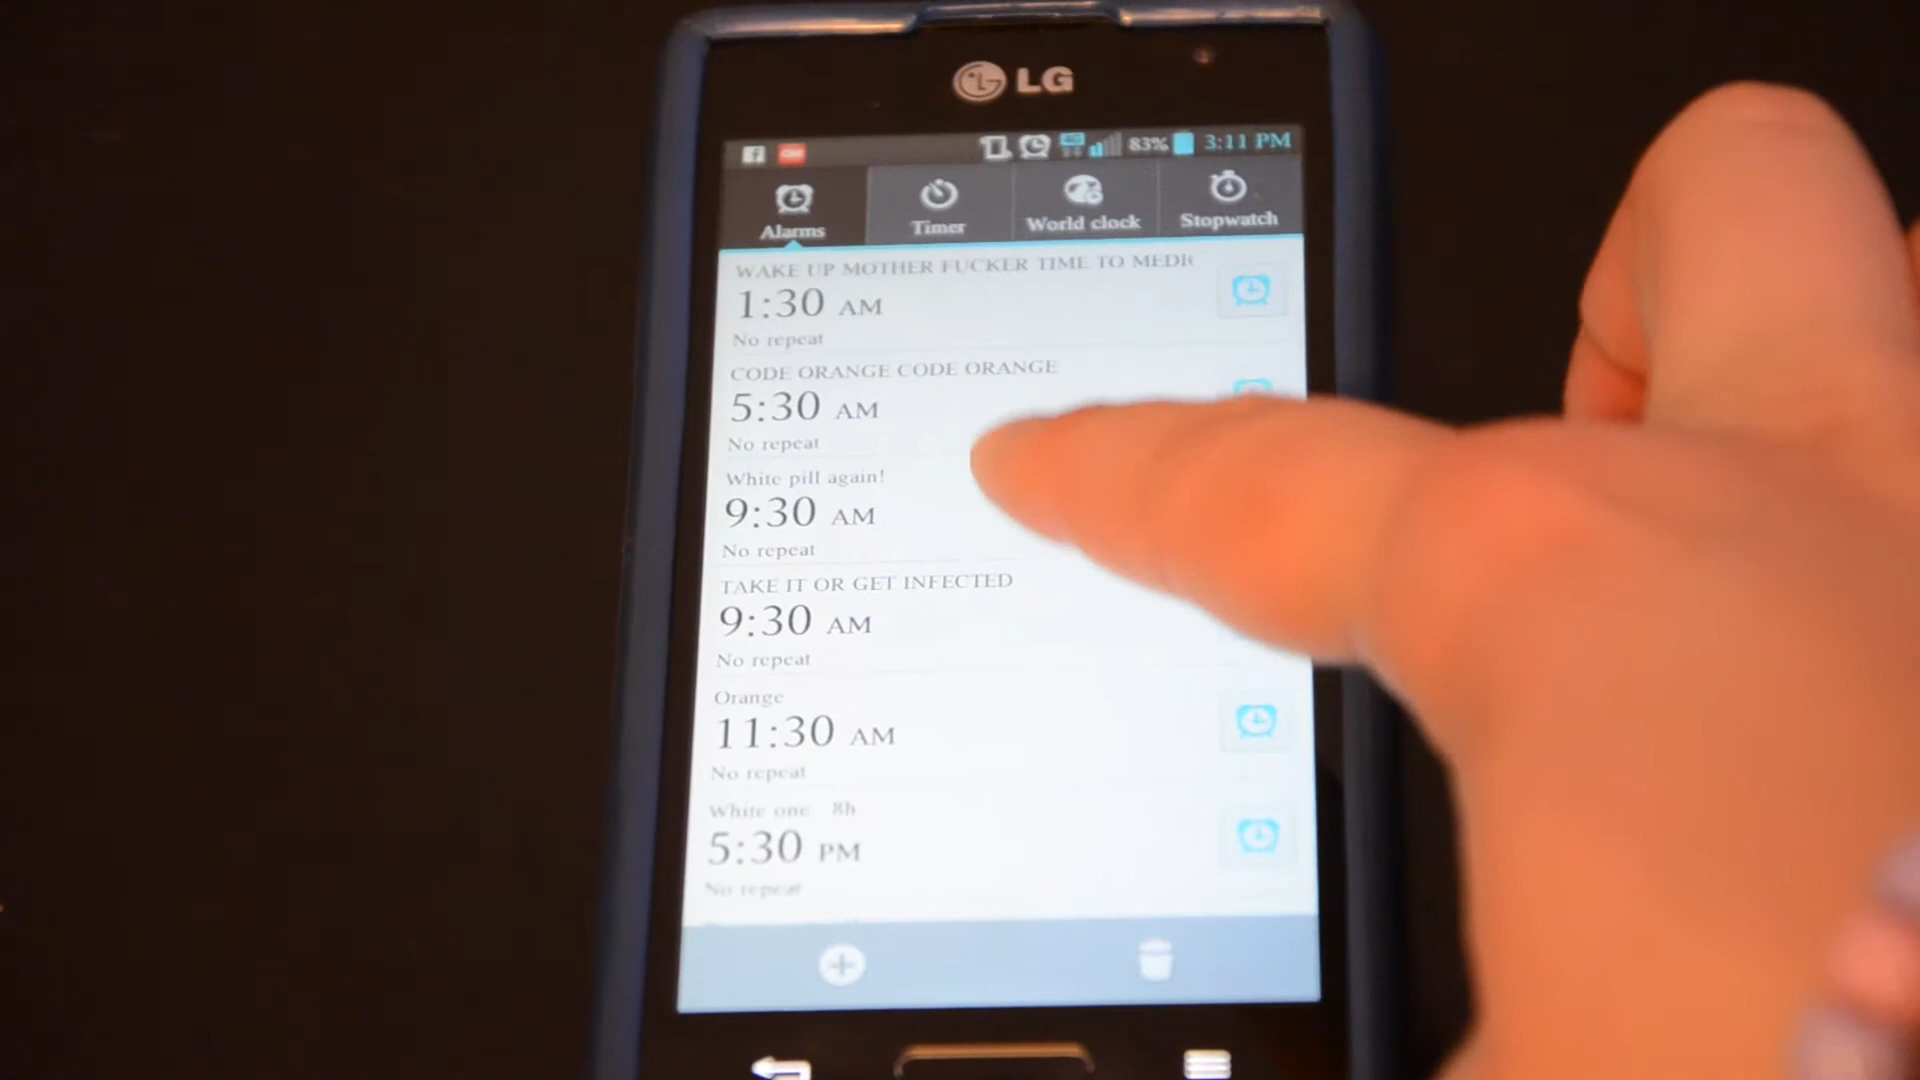 LG
83% 3:11 PM
Alarms Timer World clock Stopwatch
WAKE UP MOTHER FUCKER TIME TO MEDIC
1:30 AM
No repeat
CODE ORANGE CODE ORANGE
5:30 AM
No repeat
White pill again!
9:30 AM
No repeat
TAKE IT OR GET INFECTED
9:30 AM
No repeat
Orange
11:30 AM
No repeat
White one 8h
5:30 PM
No repeat